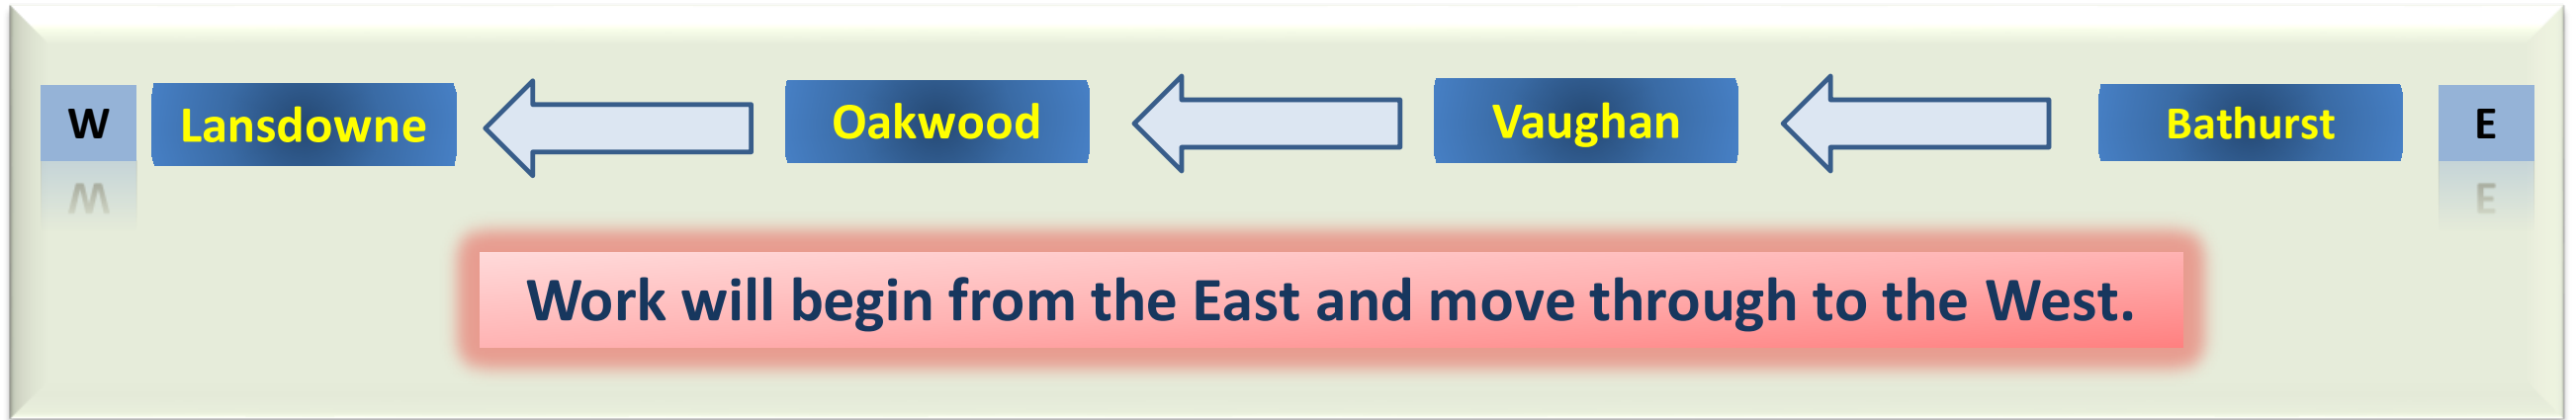 W Lansdowne Oakwood Vaughan Bathurst E
Work will begin from the East and move through to the West.